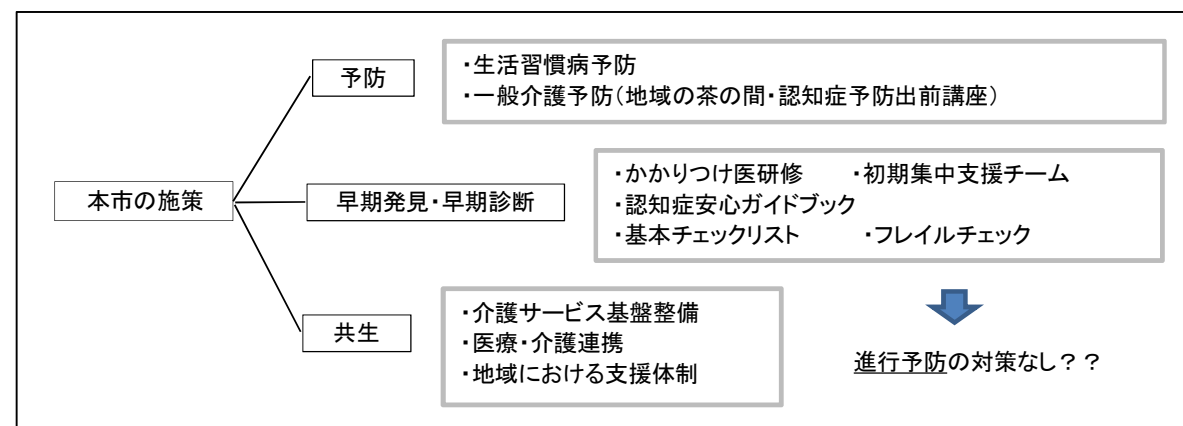 予防
・生活習慣病予防
・一般介護予防(地域の茶の間・認知症予防出前講座)
本市の施策
早期発見・早期診断
・かかりつけ医研修 ・初期集中支援チーム
・認知症安心ガイドブック
・基本チェックリスト ・フレイルチェック
共生
・介護サービス基盤整備
・医療・介護連携
・地域における支援体制
進行予防の対策なし??